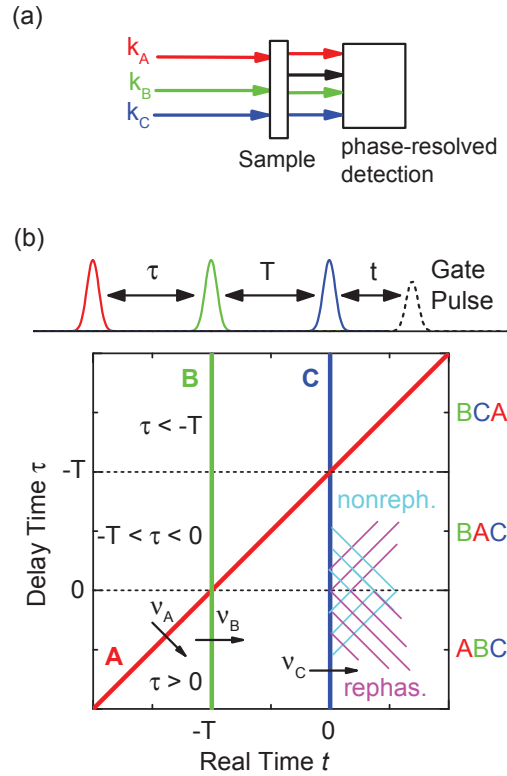 (a)
k_A
k_B
k_C
Sample
phase-resolved
detection
(b)
τ
T
t
Gate
Pulse
B
C
τ < -T
BCA
-T
nonreph.
-T < τ < 0
BAC
Delay Time τ
0
ν_A
ν_B
A
ν_C
ABC
τ > 0
rephas.
-T
0
Real Time t